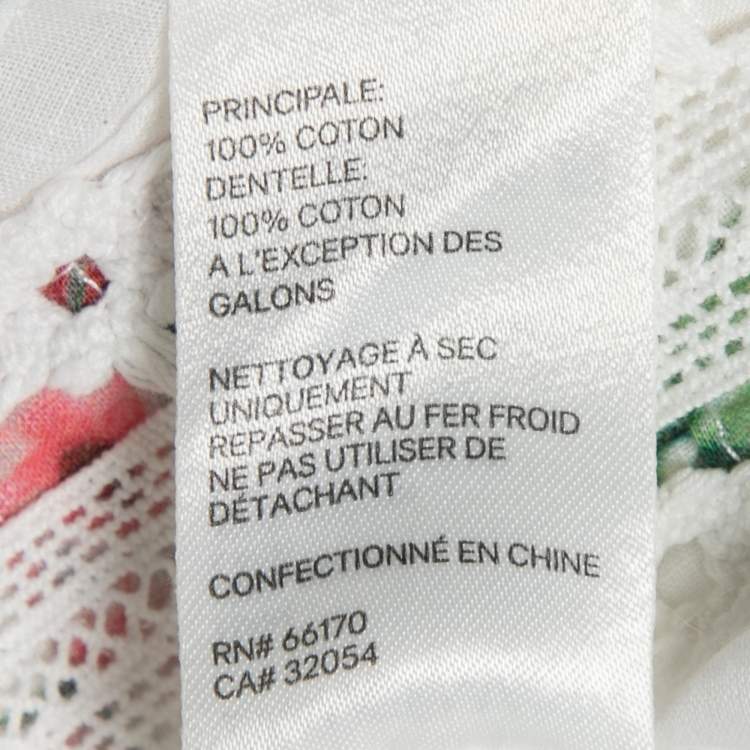 PRINCIPALE:
100% COTON
DENTELLE:
100% COTON
A L'EXCEPTION DES
GALONS
NETTOYAGE À SEC
UNIQUEMENT
REPASSER AU FER FROID
NE PAS UTILISER DE
DÉTACHANT
CONFECTIONNÉ EN CHINE
RN# 66170
CA# 32054